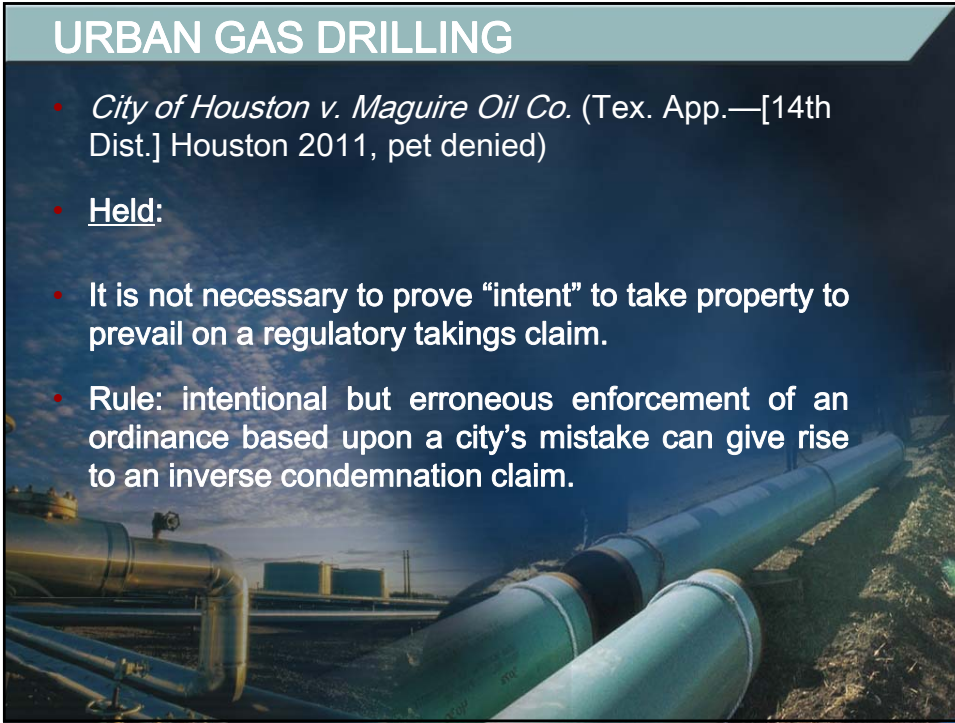 URBAN GAS DRILLING
• City of Houston v. Maguire Oil Co. (Tex. App.—[14th
Dist.] Houston 2011, pet denied)
• Held:
• It is not necessary to prove “intent” to take property to
prevail on a regulatory takings claim.
• Rule: intentional but erroneous enforcement of an
ordinance based upon a city’s mistake can give rise
to an inverse condemnation claim.